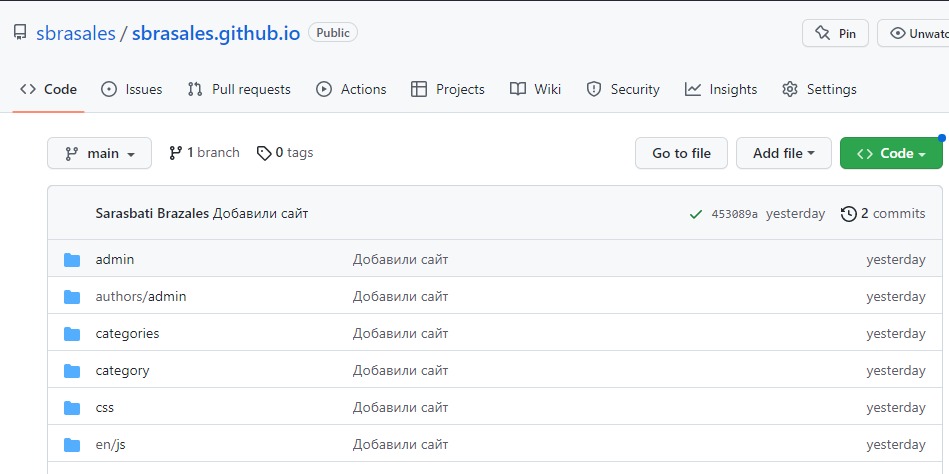 sbrasales / sbrasales.github.io Public Pin
Code Issues Pull requests Actions Projects Wiki Security Insights Settings
main 1 branch 0 tags Go to file Add file Code
Sarasbati Brazales Добавили сайт 453089a yesterday 2 commits
admin Добавили сайт yesterday
authors/admin Добавили сайт yesterday
categories Добавили сайт yesterday
category Добавили сайт yesterday
css Добавили сайт yesterday
en/js Добавили сайт yesterday